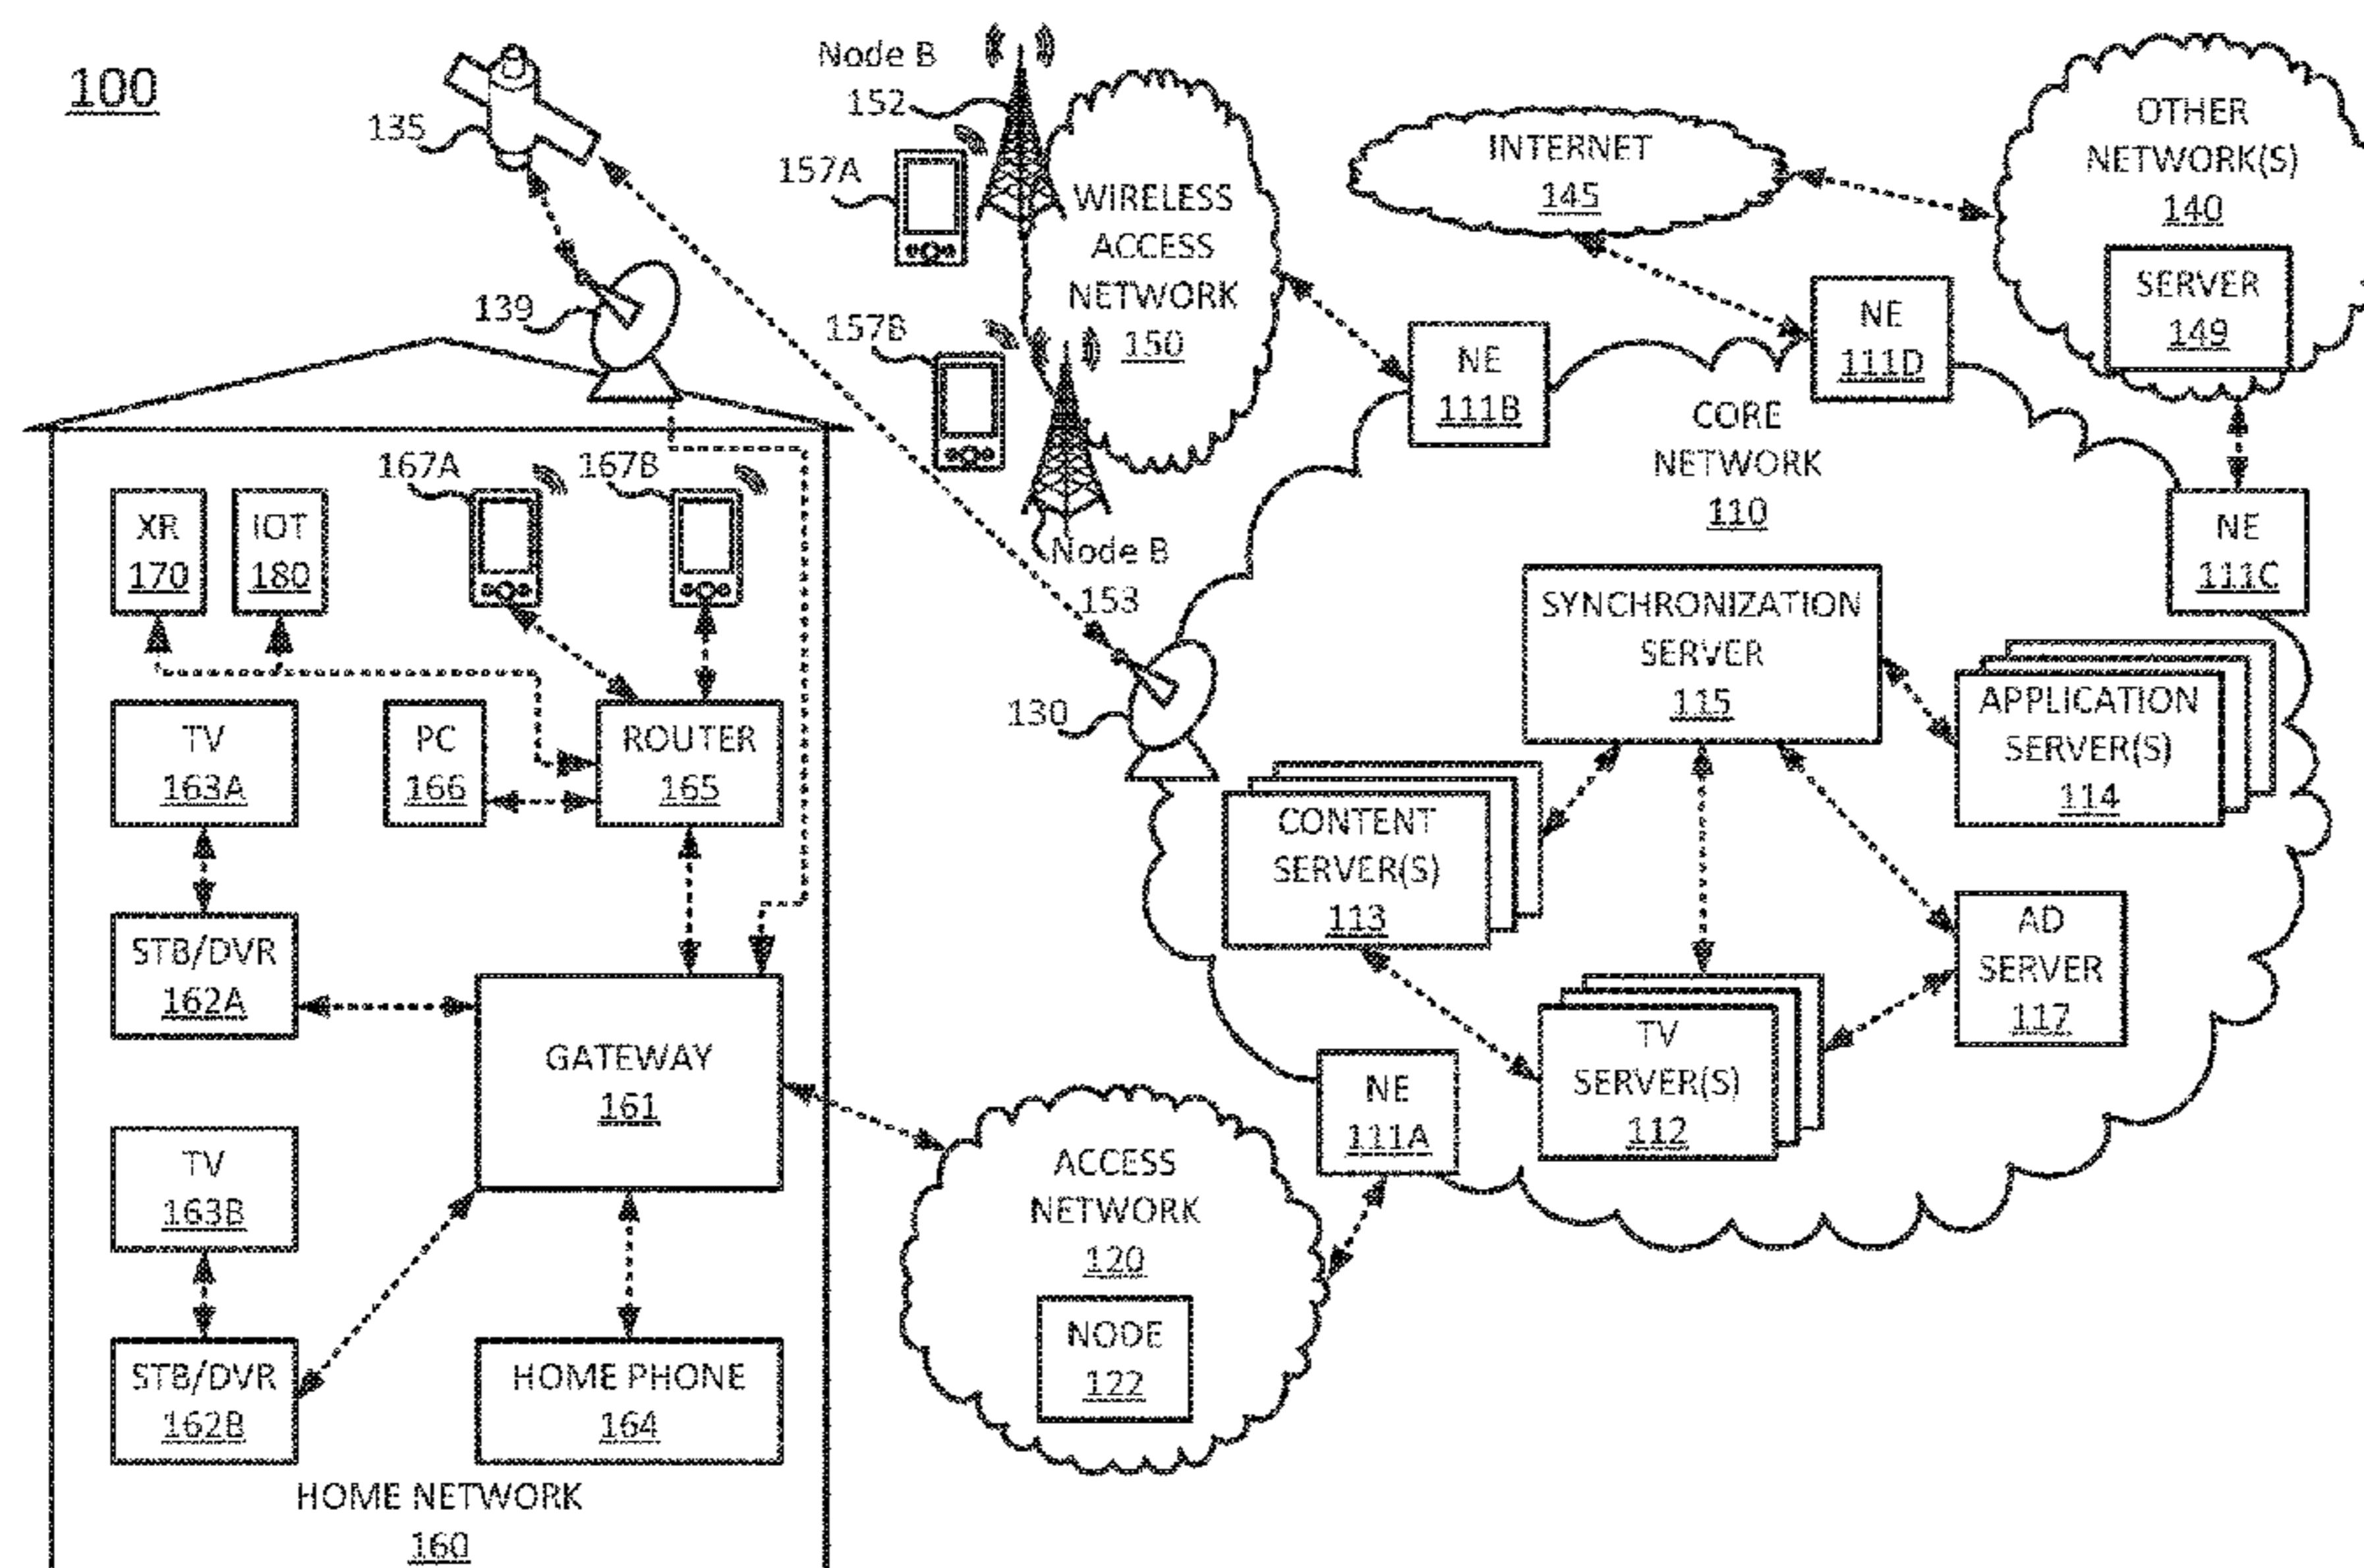 100
135
139
Node B
152
157A
157B
WIRELESS
ACCESS
NETWORK
150
Node B
153
INTERNET
145
OTHER
NETWORK(S)
140
SERVER
149
NE
111B
NE
111D
NE
111C
CORE
NETWORK
110
130
SYNCHRONIZATION
SERVER
115
APPLICATION
SERVER(S)
114
CONTENT
SERVER(S)
113
AD
SERVER
117
TV
SERVER(S)
112
NE
111A
ACCESS
NETWORK
120
NODE
122
167A
167B
XR
170
IOT
180
TV
163A
PC
166
ROUTER
165
STB/DVR
162A
GATEWAY
161
TV
163B
STB/DVR
162B
HOME PHONE
164
HOME NETWORK
160